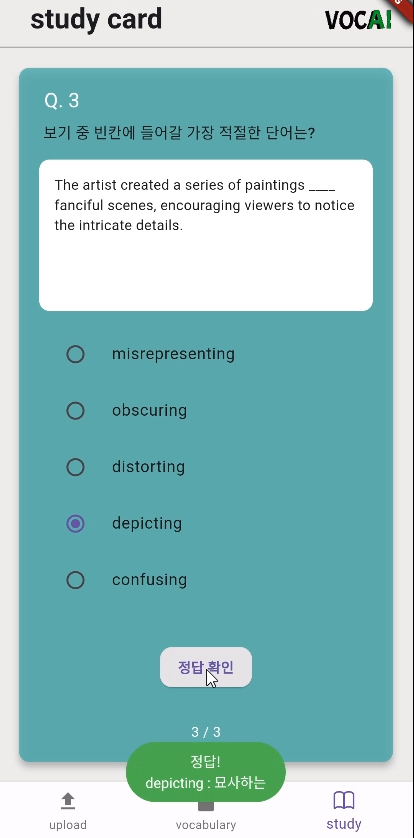 study card
VOCAI
Q. 3
보기 중 빈칸에 들어갈 가장 적절한 단어는?
The artist created a series of paintings ____
fanciful scenes, encouraging viewers to notice
the intricate details.
misrepresenting
obscuring
distorting
depicting
confusing
정답 확인
3 / 3
정답!
depicting : 묘사하는
upload
vocabulary
study